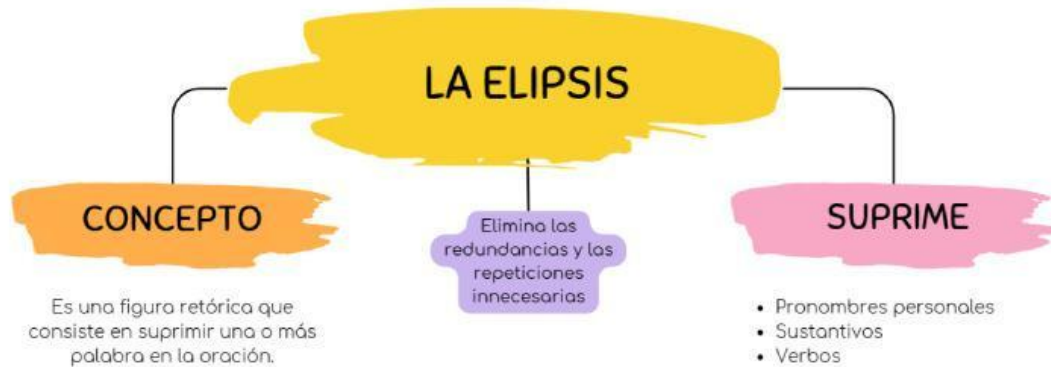 LA ELIPSIS
CONCEPTO
Es una figura retórica que
consiste en suprimir una o más
palabra en la oración.
Elimina las
redundancias y las
repeticiones
innecesarias
SUPRIME
• Pronombres personales
• Sustantivos
• Verbos